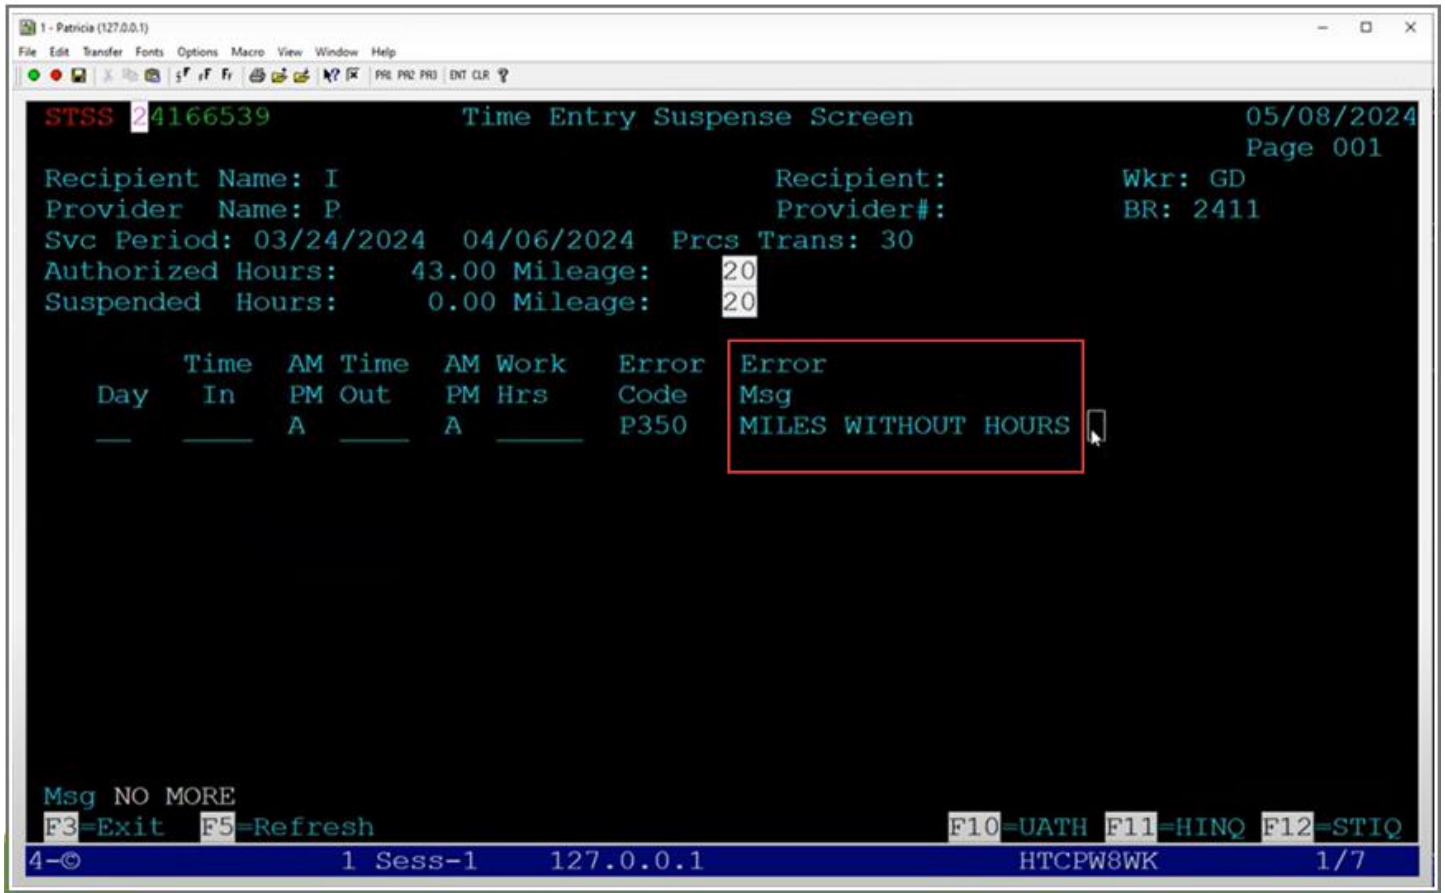 1 - Patricia (127.0.0.1)
File Edit Transfer Fonts Options Macro View Window Help
PR1 PR2 PR3 ENT CLR
STSS 24166539 Time Entry Suspense Screen 05/08/2024
Page 001
Recipient Name: I Recipient: Wkr: GD
Provider Name: P Provider#: BR: 2411
Svc Period: 03/24/2024 04/06/2024 Prcs Trans: 30
Authorized Hours: 43.00 Mileage: 20
Suspended Hours: 0.00 Mileage: 20
Time AM Time AM Work Error Error
Day In PM Out PM Hrs Code Msg
__ ____ A ____ A _____ P350 MILES WITHOUT HOURS
Msg NO MORE
F3=Exit F5=Refresh F10=UATH F11=HINQ F12=STIQ
4-© 1 Sess-1 127.0.0.1 HTCPW8WK 1/7